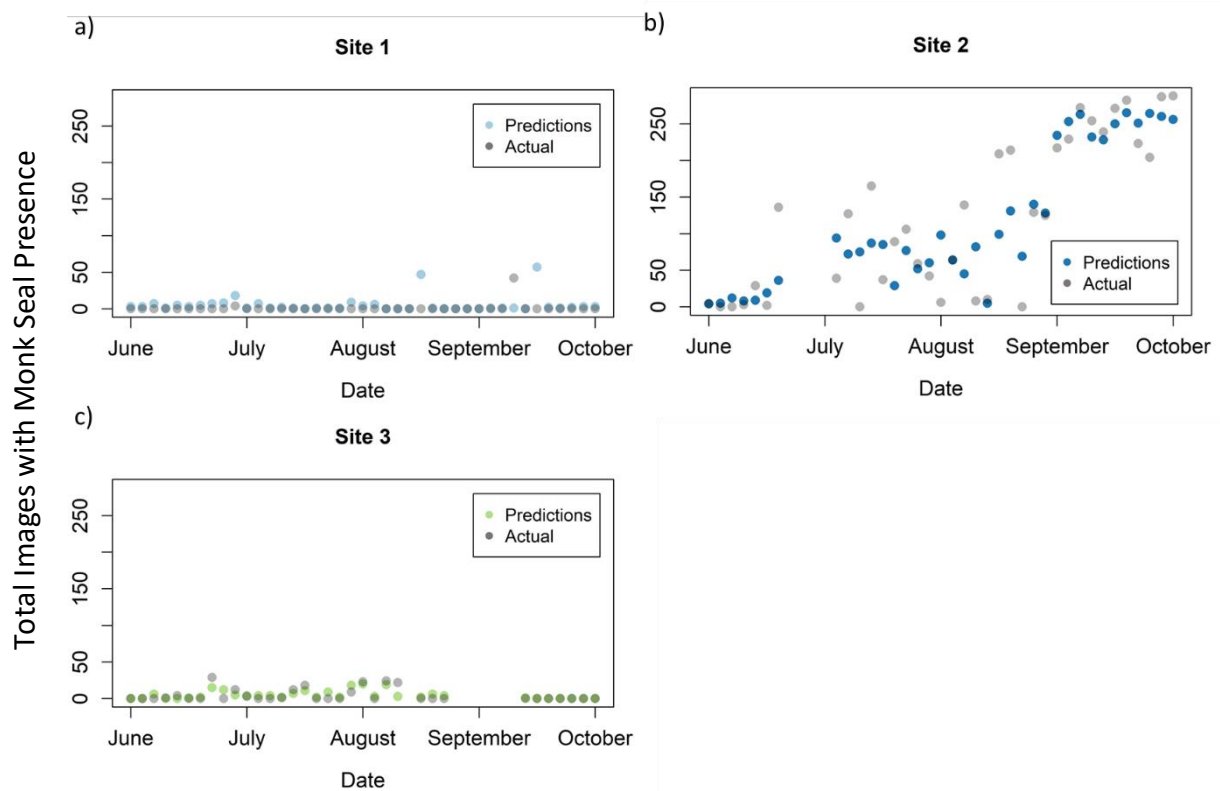 Total Images with Monk Seal Presence
a)
Site 1
250
150
50
0
Predictions
Actual
June July August September October
Date
b)
Site 2
250
150
50
0
Predictions
Actual
June July August September October
Date
c)
Site 3
250
150
50
0
Predictions
Actual
June July August September October
Date